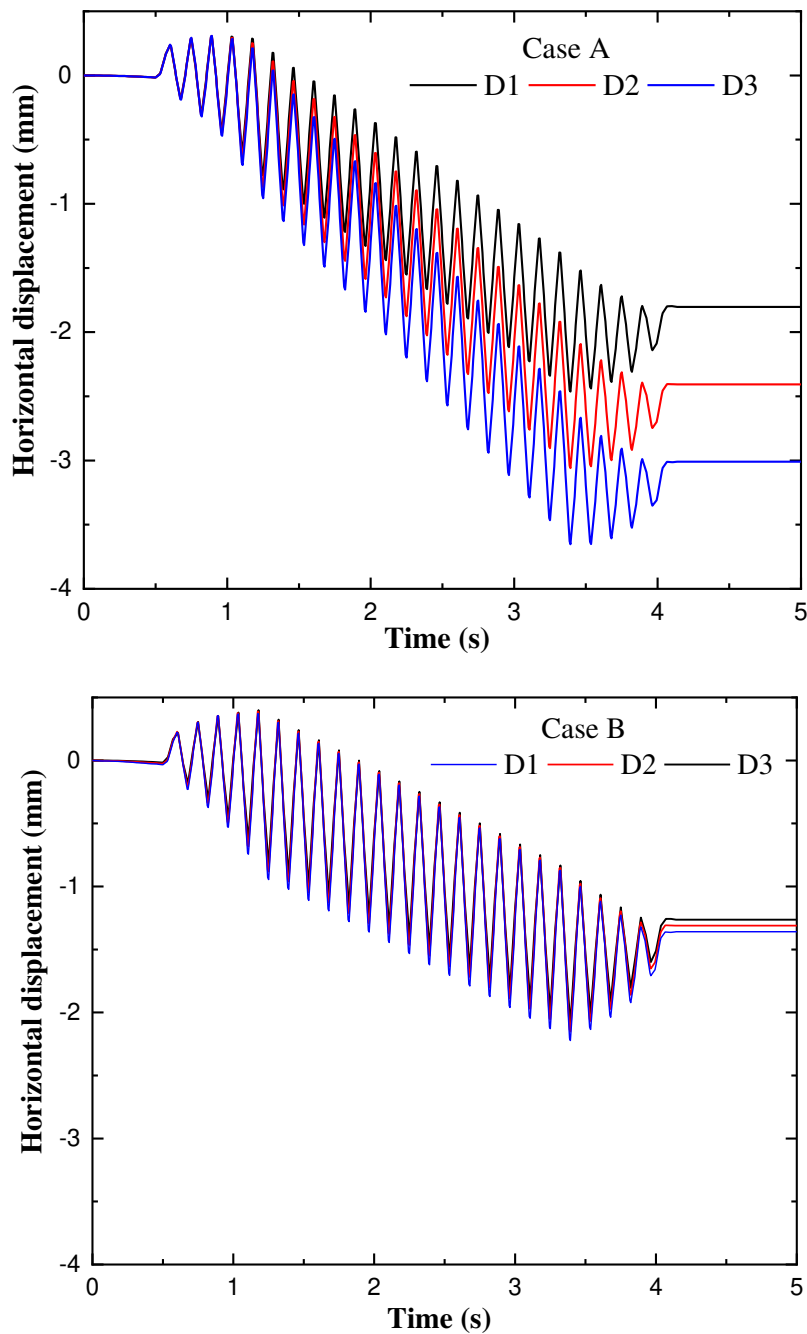 Case A
D1 D2 D3
Horizontal displacement (mm)
0
-1
-2
-3
-4
0 1 2 3 4 5
Time (s)
Case B
D1 D2 D3
Horizontal displacement (mm)
0
-1
-2
-3
-4
0 1 2 3 4 5
Time (s)